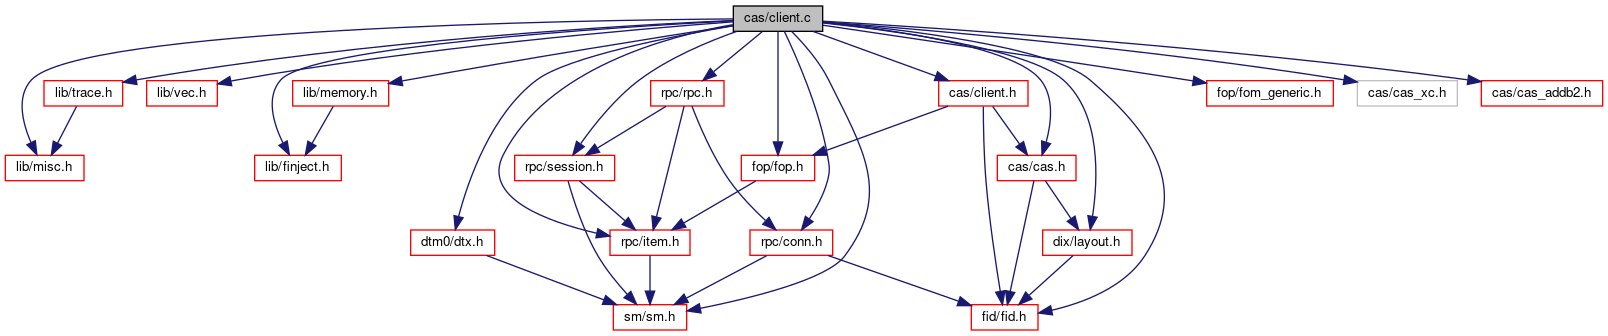 cas/client.c
lib/trace.h
lib/vec.h
lib/memory.h
rpc/rpc.h
cas/client.h
fop/fom_generic.h
cas/cas_xc.h
cas/cas_addb2.h
lib/misc.h
lib/finject.h
rpc/session.h
fop/fop.h
cas/cas.h
dtm0/dtx.h
rpc/item.h
rpc/conn.h
dix/layout.h
sm/sm.h
fid/fid.h